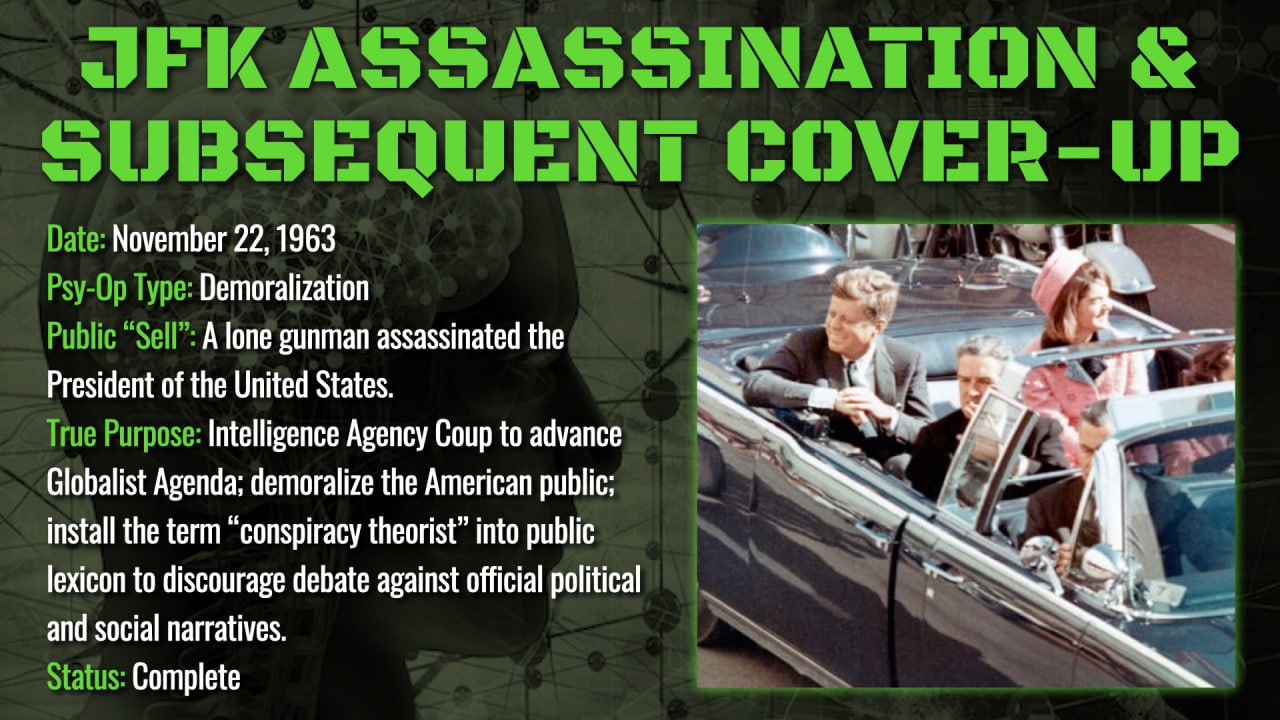 JFK ASSASSINATION &
SUBSEQUENT COVER-UP
Date: November 22, 1963
Psy-Op Type: Demoralization
Public “Sell”: A lone gunman assassinated the
President of the United States.
True Purpose: Intelligence Agency Coup to advance
Globalist Agenda; demoralize the American public;
install the term “conspiracy theorist” into public
lexicon to discourage debate against official political
and social narratives.
Status: Complete